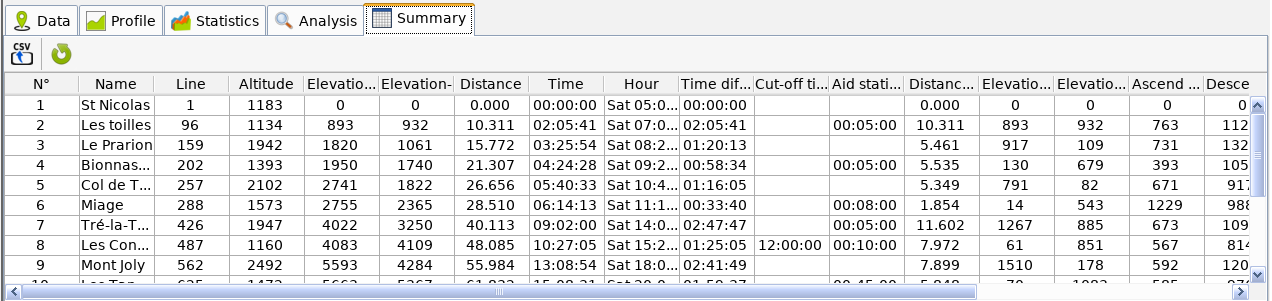 Data Profile Statistics Analysis Summary
CSV
N° Name Line Altitude Elevatio... Elevation- Distance Time Hour Time dif... Cut-off ti... Aid stati... Distanc... Elevatio... Elevatio... Ascend ... Desce
1 St Nicolas 1 1183 0 0 0.000 00:00:00 Sat 05:0... 00:00:00 0.000 0 0 0 0
2 Les toilles 96 1134 893 932 10.311 02:05:41 Sat 07:0... 02:05:41 00:05:00 10.311 893 932 763 112
3 Le Prarion 159 1942 1820 1061 15.772 03:25:54 Sat 08:2... 01:20:13 5.461 917 109 731 132
4 Bionnas... 202 1393 1950 1740 21.307 04:24:28 Sat 09:2... 00:58:34 00:05:00 5.535 130 679 393 105
5 Col de T... 257 2102 2741 1822 26.656 05:40:33 Sat 10:4... 01:16:05 5.349 791 82 671 917
6 Miage 288 1573 2755 2365 28.510 06:14:13 Sat 11:1... 00:33:40 00:08:00 1.854 14 543 1229 988
7 Tré-la-T... 426 1947 4022 3250 40.113 09:02:00 Sat 14:0... 02:47:47 00:05:00 11.602 1267 885 673 109
8 Les Con... 487 1160 4083 4109 48.085 10:27:05 Sat 15:2... 01:25:05 12:00:00 00:10:00 7.972 61 851 567 814
9 Mont Joly 562 2492 5593 4284 55.984 13:08:54 Sat 18:0... 02:41:49 7.899 1510 178 592 120